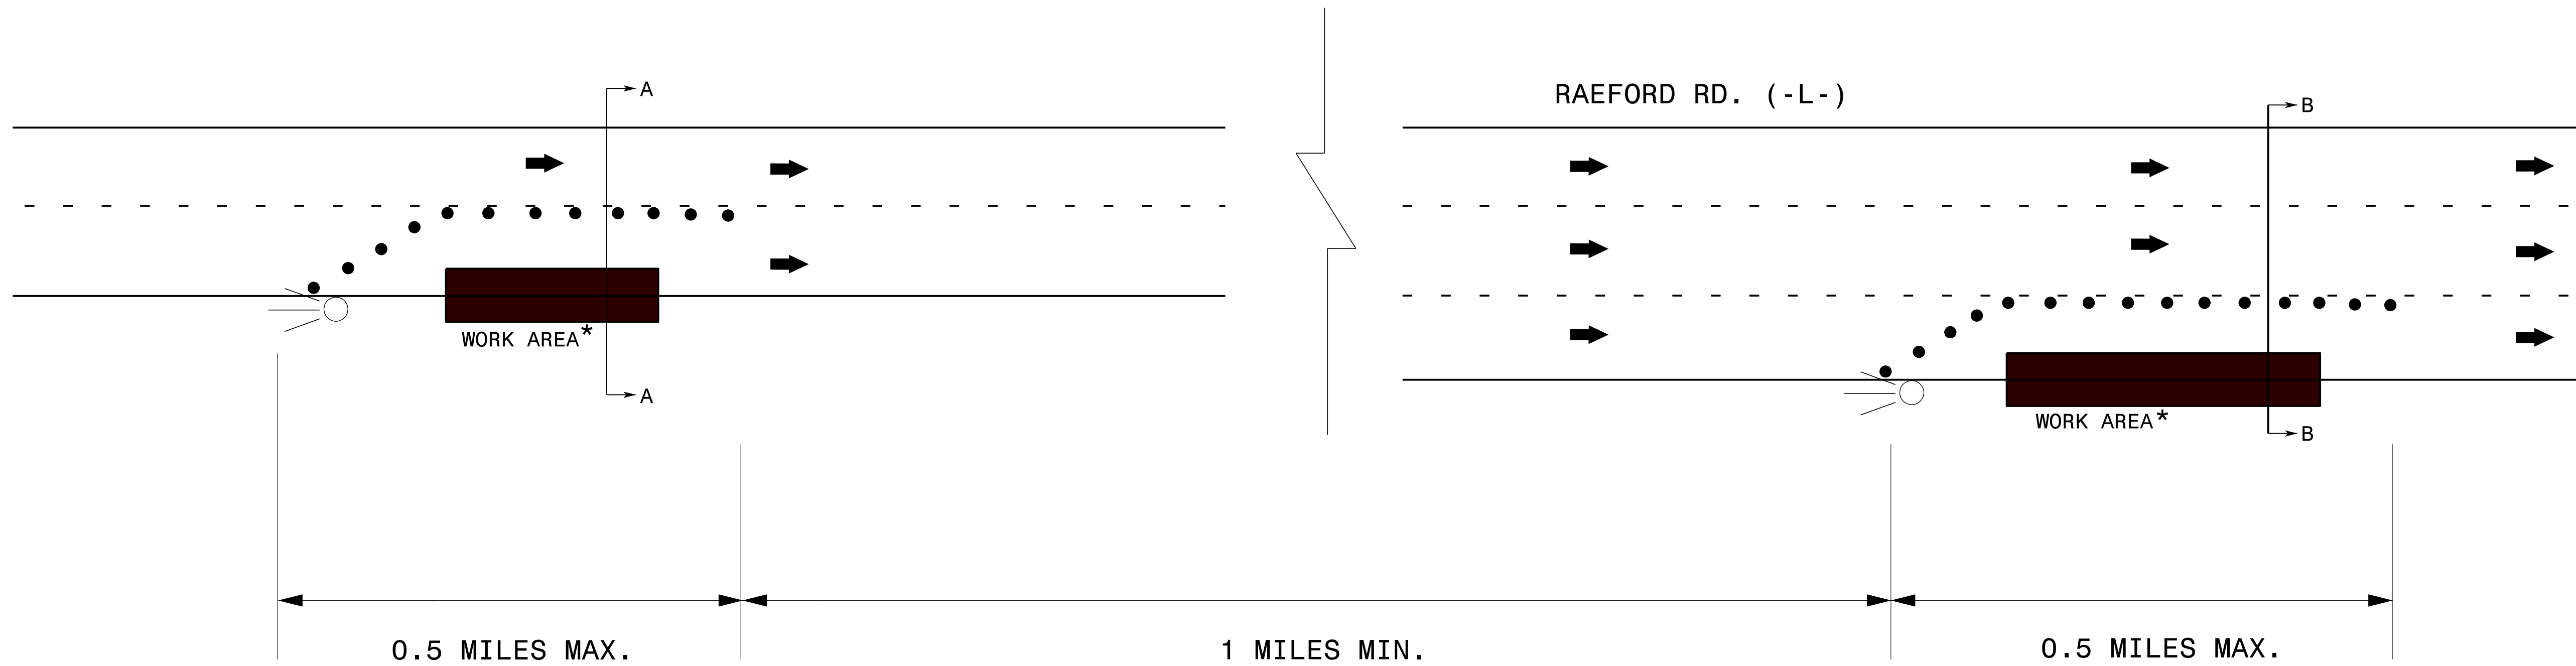 A
RAEFORD RD. (-L-)
B
WORK AREA*
A
WORK AREA*
B
0.5 MILES MAX.
1 MILES MIN.
0.5 MILES MAX.